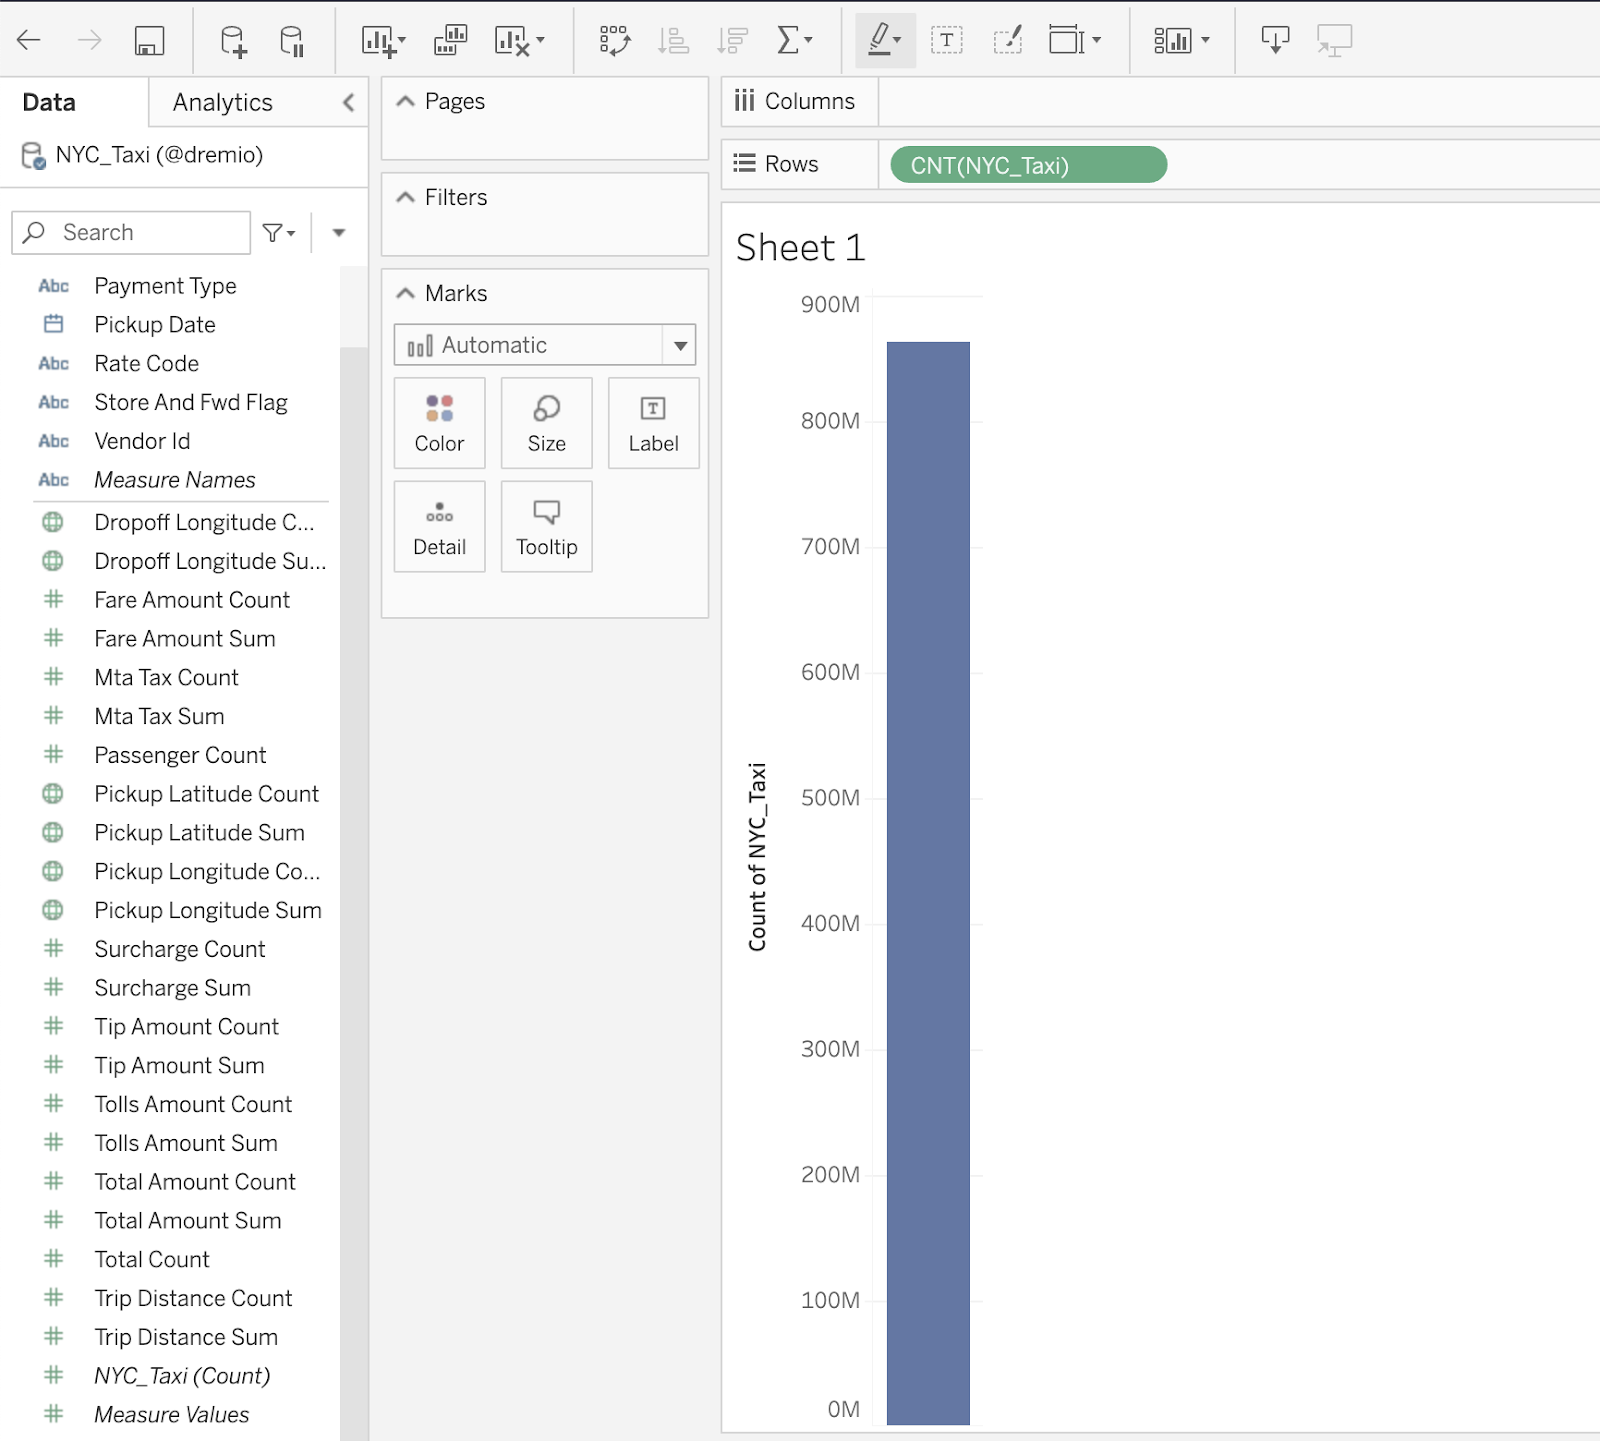 Data
Analytics
NYC_Taxi (@dremio)
Search
Abc Payment Type
Pickup Date
Abc Rate Code
Abc Store And Fwd Flag
Abc Vendor Id
Abc Measure Names
Dropoff Longitude C...
Dropoff Longitude Su...
Fare Amount Count
Fare Amount Sum
Mta Tax Count
Mta Tax Sum
Passenger Count
Pickup Latitude Count
Pickup Latitude Sum
Pickup Longitude Co...
Pickup Longitude Sum
Surcharge Count
Surcharge Sum
Tip Amount Count
Tip Amount Sum
Tolls Amount Count
Tolls Amount Sum
Total Amount Count
Total Amount Sum
Total Count
Trip Distance Count
Trip Distance Sum
NYC_Taxi (Count)
Measure Values
Pages
Filters
Marks
Automatic
Color
Size
Label
Detail
Tooltip
Columns
Rows
CNT(NYC_Taxi)
Sheet 1
Count of NYC_Taxi
900M
800M
700M
600M
500M
400M
300M
200M
100M
0M